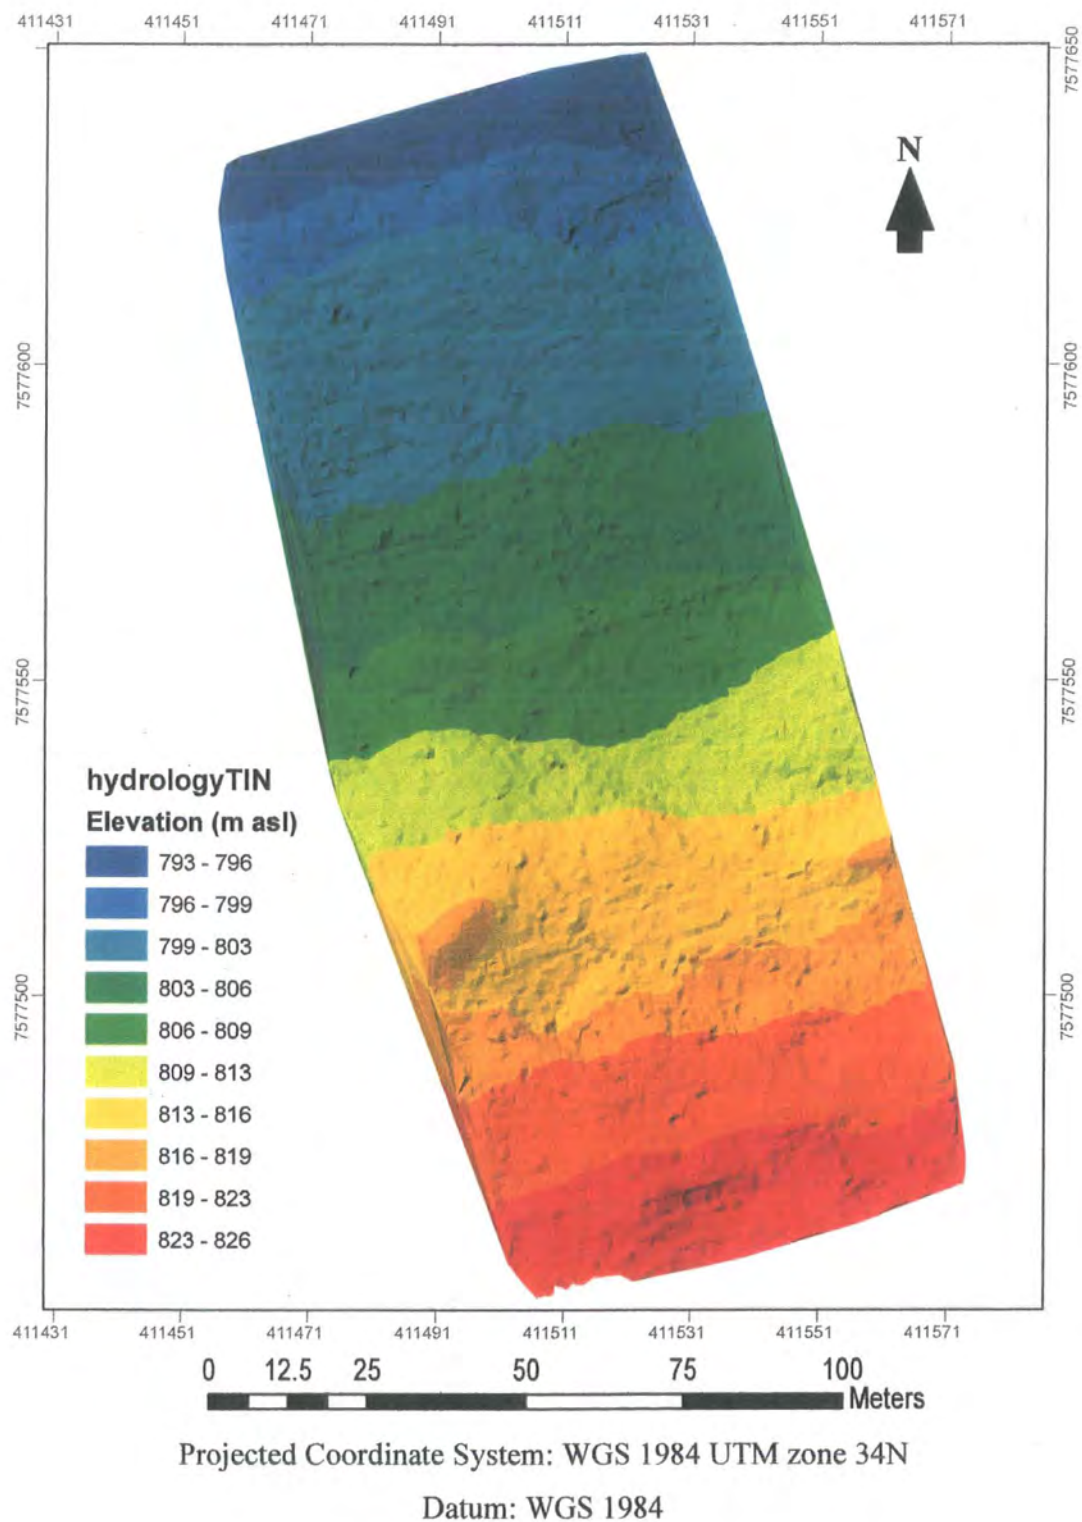 411431 411451 411471 411491 411511 411531 411551 411571
7577650
N
7577600 7577600
7577550 7577550
hydrologyTIN
Elevation (m asl)
793 - 796
796 - 799
799 - 803
803 - 806
806 - 809
809 - 813
813 - 816
816 - 819
819 - 823
823 - 826
7577500 7577500
411431 411451 411471 411491 411511 411531 411551 411571
0 12.5 25 50 75 100
Meters
Projected Coordinate System: WGS 1984 UTM zone 34N
Datum: WGS 1984